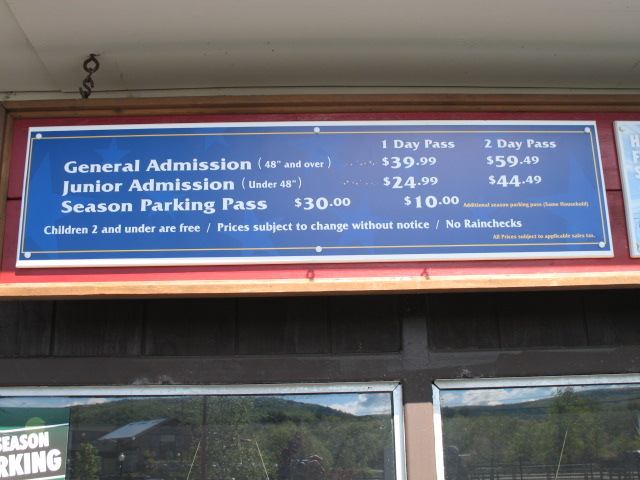 1 Day Pass 2 Day Pass
General Admission (48" and over) $39.99 $59.49
Junior Admission (Under 48") $24.99 $44.49
Season Parking Pass $30.00 $10.00 Additional season parking pass (Same Household)
Children 2 and under are free / Prices subject to change without notice / No Rainchecks
All Prices subject to applicable sales tax.
SEASON
RKING